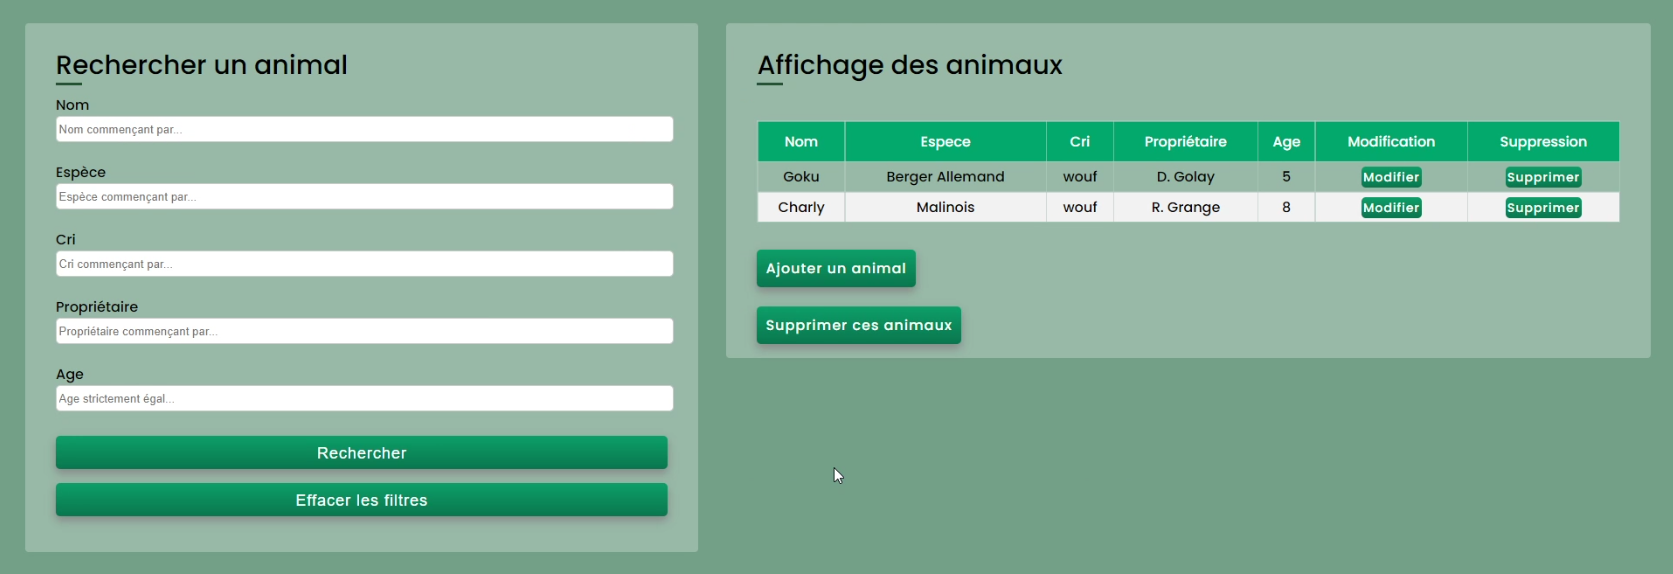 Rechercher un animal
Nom
Nom commençant par...
Espèce
Espèce commençant par...
Cri
Cri commençant par...
Propriétaire
Propriétaire commençant par...
Age
Age strictement égal...
Rechercher
Effacer les filtres
Affichage des animaux
Nom Espece Cri Propriétaire Age Modification Suppression
Goku Berger Allemand wouf D. Golay 5 Modifier Supprimer
Charly Malinois wouf R. Grange 8 Modifier Supprimer
Ajouter un animal
Supprimer ces animaux